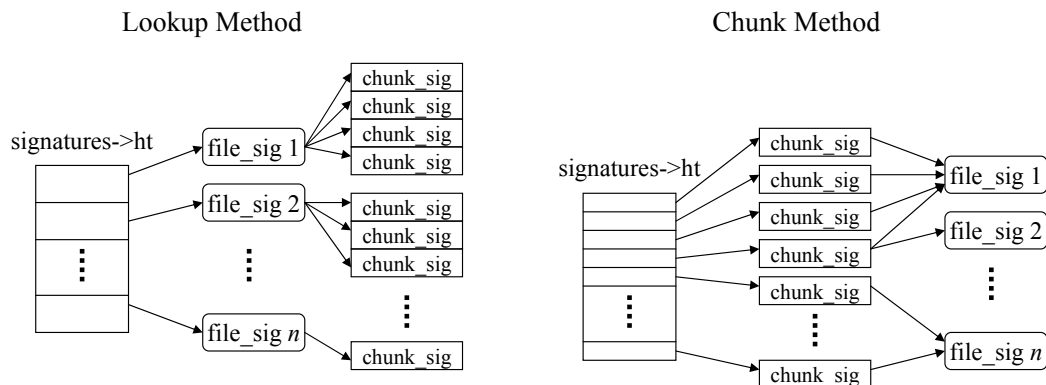 Lookup Method
signatures->ht
file_sig 1
file_sig 2
file_sig n
chunk_sig
chunk_sig
chunk_sig
chunk_sig
chunk_sig
chunk_sig
chunk_sig
chunk_sig
Chunk Method
signatures->ht
chunk_sig
chunk_sig
chunk_sig
chunk_sig
chunk_sig
chunk_sig
file_sig 1
file_sig 2
file_sig n